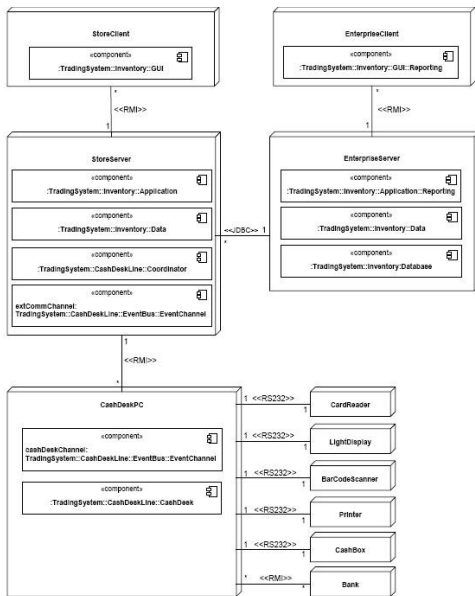 StoreClient
«component»
:TradingSystem::Inventory::GUI
EnterpriseClient
«component»
:TradingSystem::Inventory::GUI::Reporting
*
<<RMI>>
1
*
<<RMI>>
1
StoreServer
«component»
:TradingSystem::Inventory::Application
«component»
:TradingSystem::Inventory::Data
«component»
:TradingSystem::CashDeskLine::Coordinator
«component»
extCommChannel:
TradingSystem::CashDeskLine::EventBus::EventChannel
<<JDBC>>
*
1
EnterpriseServer
«component»
:TradingSystem::Inventory::Application::Reporting
«component»
:TradingSystem::Inventory::Data
«component»
:TradingSystem::Inventory:Database
1
<<RMI>>
*
CashDeskPC
«component»
cashDeskChannel:
TradingSystem::CashDeskLine::EventBus::EventChannel
«component»
:TradingSystem::CashDeskLine::CashDesk
1 <<RS232>>
1
CardReader
1 <<RS232>>
1
LightDisplay
1 <<RS232>>
1
BarCodeScanner
1 <<RS232>>
1
Printer
1 <<RS232>>
1
CashBox
* <<RMI>>
*
Bank